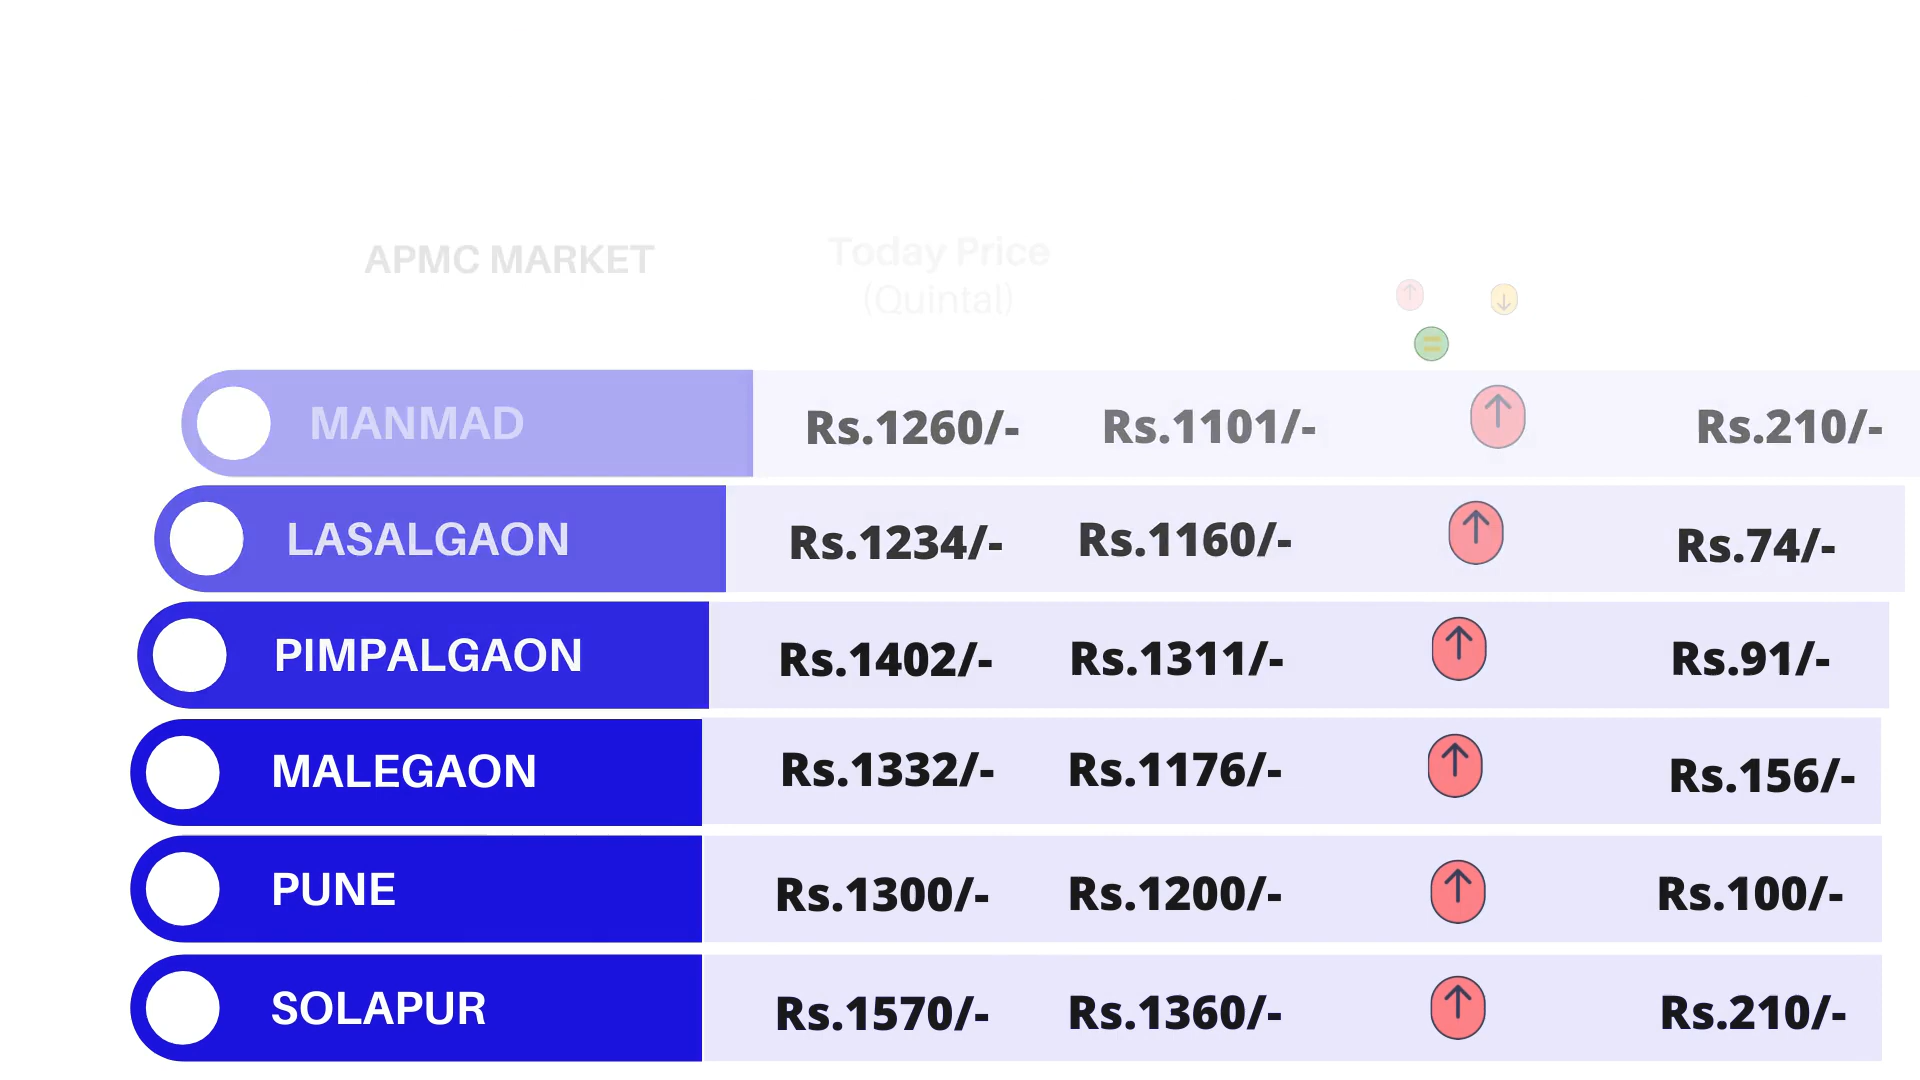 APMC MARKET
Today Price
(Quintal)
MANMAD Rs.1260/- Rs.1101/- Rs.210/-
LASALGAON Rs.1234/- Rs.1160/- Rs.74/-
PIMPALGAON Rs.1402/- Rs.1311/- Rs.91/-
MALEGAON Rs.1332/- Rs.1176/- Rs.156/-
PUNE Rs.1300/- Rs.1200/- Rs.100/-
SOLAPUR Rs.1570/- Rs.1360/- Rs.210/-